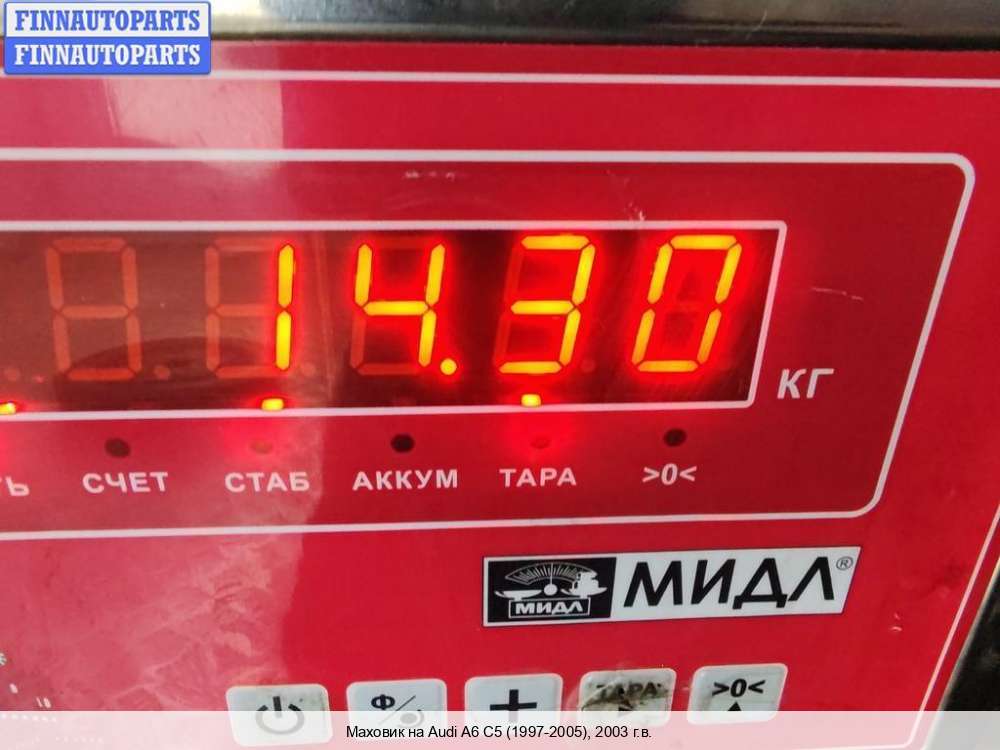 FINNAUTOPARTS
FINNAUTOPARTS
14.30
КГ
ТЬ СЧЕТ СТАБ АККУМ ТАРА >0<
МИДЛ МИДЛ®
Ф
+
ТАРА
>0<
Маховик на Audi A6 C5 (1997-2005), 2003 г.в.